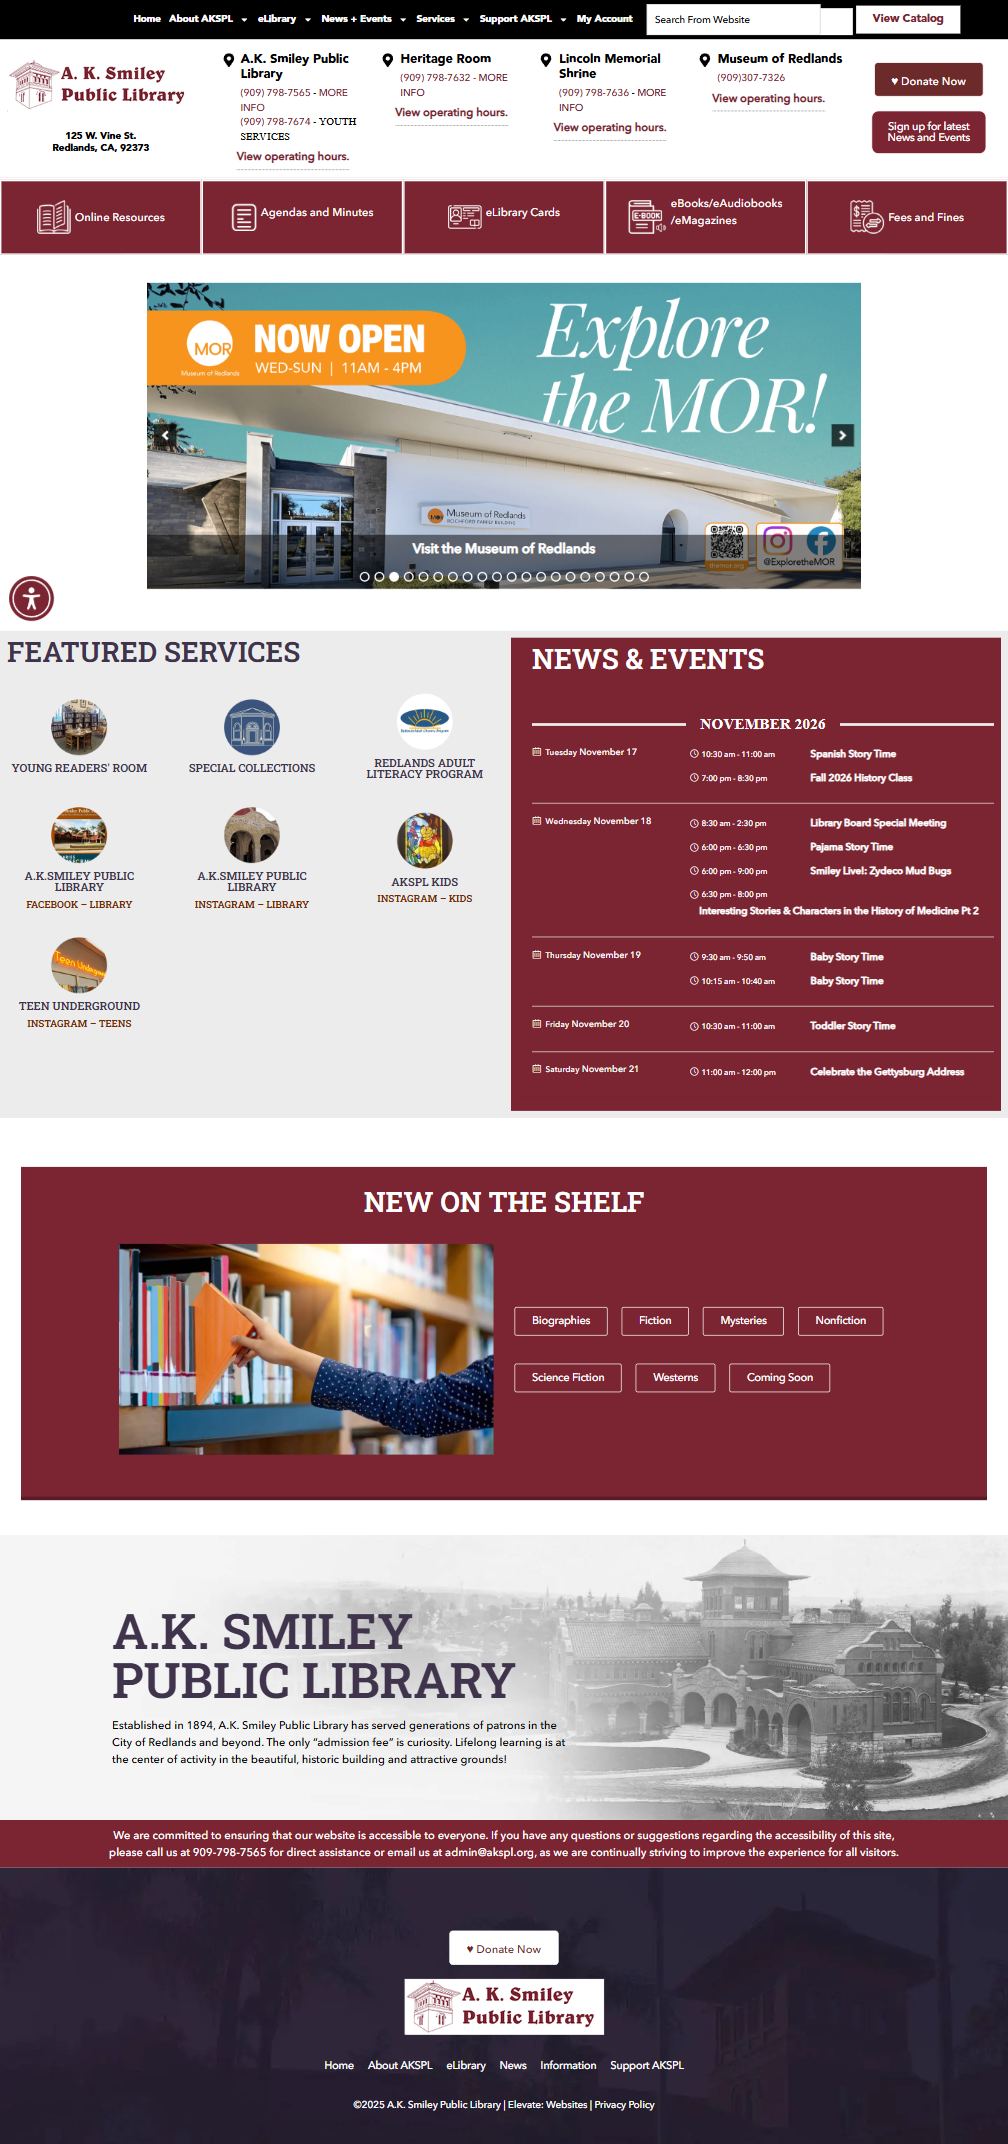 Home About AKSPL eLibrary News + Events Services Support AKSPL My Account Search From Website View Catalog
A. K. Smiley
Public Library
125 W. Vine St.
Redlands, CA, 92373
A.K. Smiley Public
Library
(909) 798-7565 - MORE
INFO
(909) 798-7674 - YOUTH
SERVICES
View operating hours.
Heritage Room
(909) 798-7632 - MORE
INFO
View operating hours.
Lincoln Memorial
Shrine
(909) 798-7636 - MORE
INFO
View operating hours.
Museum of Redlands
(909)307-7326
View operating hours.
♥ Donate Now
Sign up for latest
News and Events
Online Resources
Agendas and Minutes
eLibrary Cards
E-BOOK
eBooks/eAudiobooks
/eMagazines
Fees and Fines
MOR
Museum of Redlands
NOW OPEN
WED-SUN | 11AM - 4PM
Explore
the MOR!
MOR Museum of Redlands
ROCHFORD FAMILY BUILDING
Visit the Museum of Redlands
themor.org
@ExploretheMOR
FEATURED SERVICES
YOUNG READERS' ROOM
SPECIAL COLLECTIONS
REDLANDS ADULT
LITERACY PROGRAM
A.K.SMILEY PUBLIC
LIBRARY
FACEBOOK – LIBRARY
A.K.SMILEY PUBLIC
LIBRARY
INSTAGRAM – LIBRARY
AKSPL KIDS
INSTAGRAM – KIDS
TEEN UNDERGROUND
INSTAGRAM – TEENS
NEWS & EVENTS
NOVEMBER 2026
Tuesday November 17
10:30 am - 11:00 am Spanish Story Time
7:00 pm - 8:30 pm Fall 2026 History Class
Wednesday November 18
8:30 am - 2:30 pm Library Board Special Meeting
6:00 pm - 6:30 pm Pajama Story Time
6:00 pm - 9:00 pm Smiley Live!: Zydeco Mud Bugs
6:30 pm - 8:00 pm
Interesting Stories & Characters in the History of Medicine Pt 2
Thursday November 19
9:30 am - 9:50 am Baby Story Time
10:15 am - 10:40 am Baby Story Time
Friday November 20
10:30 am - 11:00 am Toddler Story Time
Saturday November 21
11:00 am - 12:00 pm Celebrate the Gettysburg Address
NEW ON THE SHELF
Biographies Fiction Mysteries Nonfiction
Science Fiction Westerns Coming Soon
A.K. SMILEY
PUBLIC LIBRARY
Established in 1894, A.K. Smiley Public Library has served generations of patrons in the
City of Redlands and beyond. The only “admission fee” is curiosity. Lifelong learning is at
the center of activity in the beautiful, historic building and attractive grounds!
We are committed to ensuring that our website is accessible to everyone. If you have any questions or suggestions regarding the accessibility of this site,
please call us at 909-798-7565 for direct assistance or email us at admin@akspl.org, as we are continually striving to improve the experience for all visitors.
♥ Donate Now
A. K. Smiley
Public Library
Home About AKSPL eLibrary News Information Support AKSPL
©2025 A.K. Smiley Public Library | Elevate: Websites | Privacy Policy